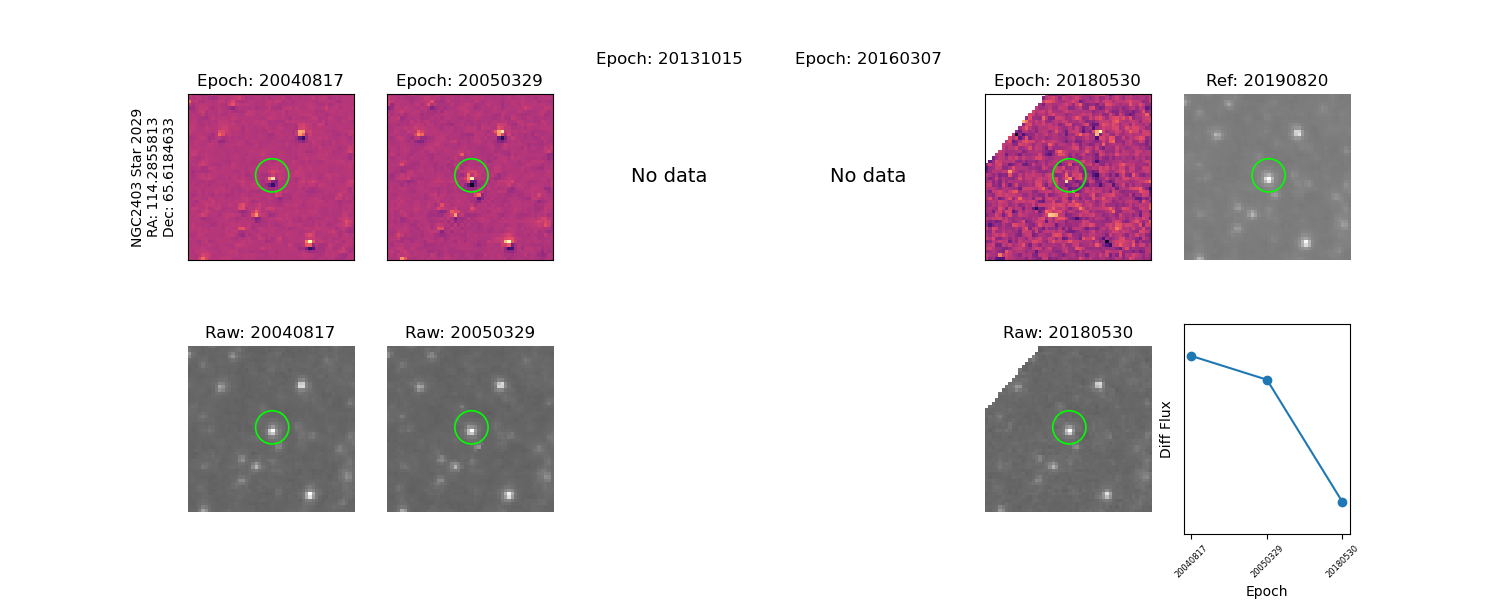 Epoch: 20131015
Epoch: 20160307
Epoch: 20040817
Epoch: 20050329
Epoch: 20180530
Ref: 20190820
NGC2403 Star 2029
RA: 114.2855813
Dec: 65.6184633
No data
No data
Raw: 20040817
Raw: 20050329
Raw: 20180530
Diff Flux
20040817
20050329
20180530
Epoch